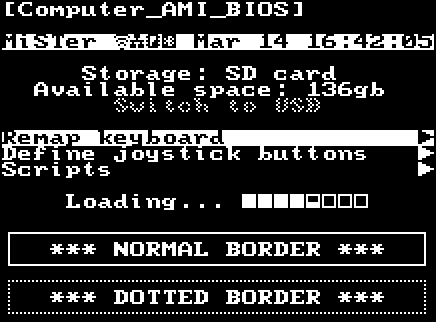 [Computer_AMI_BIOS]
MiSTer Mar 14 16:42:05
Storage: SD card
Available space: 136gb
Switch to USB
Remap keyboard
Define joystick buttons
Scripts
Loading...
*** NORMAL BORDER ***
*** DOTTED BORDER ***